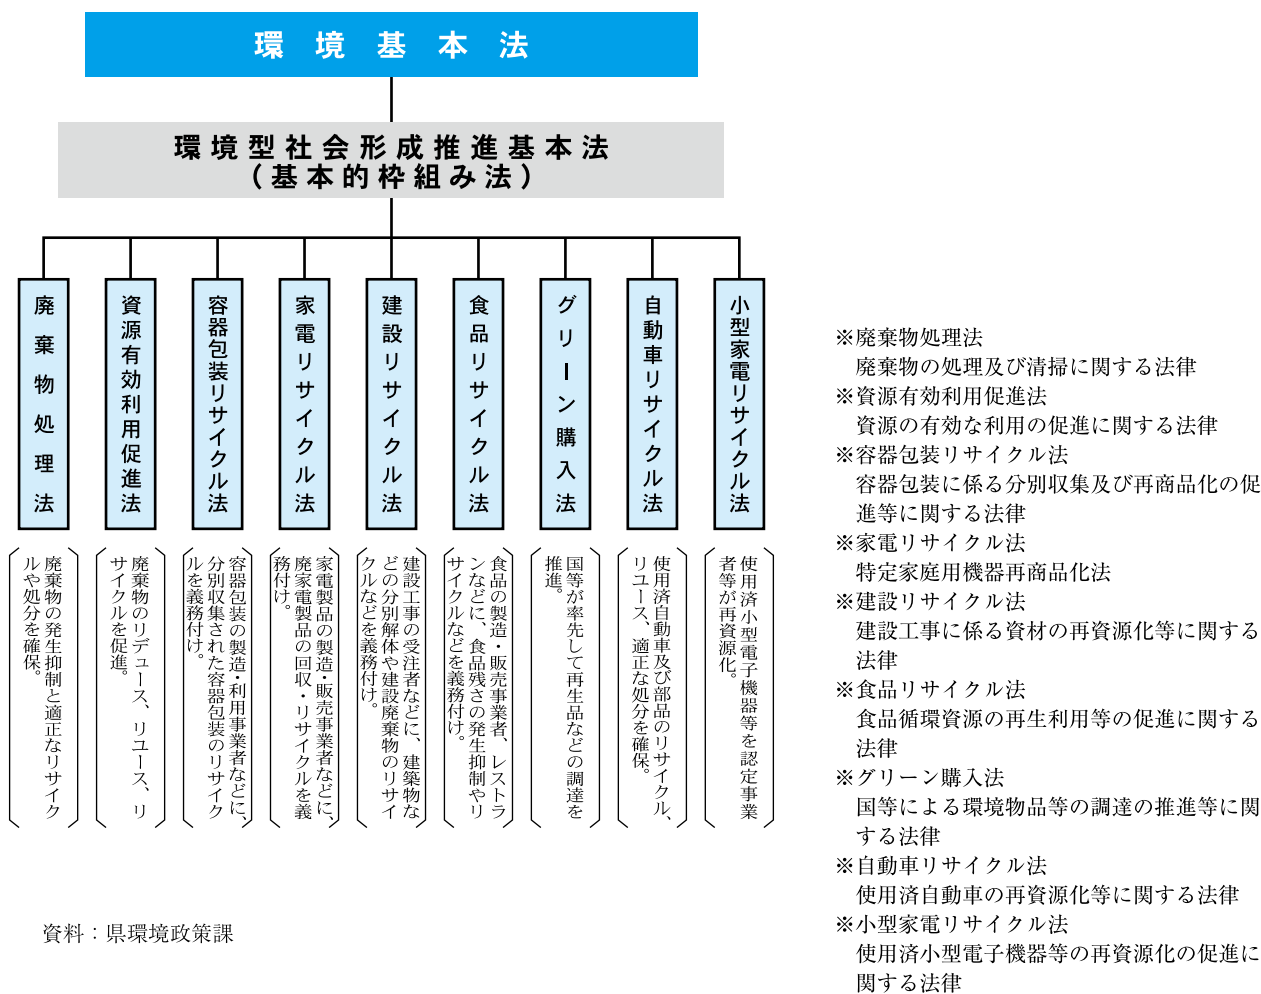 環境基本法
環境型社会形成推進基本法
（基本的枠組み法）
廃棄物処理法
資源有効利用促進法
容器包装リサイクル法
家電リサイクル法
建設リサイクル法
食品リサイクル法
グリーン購入法
自動車リサイクル法
小型家電リサイクル法
廃棄物の発生抑制と適正なリサイク
ルや処分を確保。
廃棄物のリデュース、リユース、リ
サイクルを促進。
容器包装の製造・利用事業者などに、
分別収集された容器包装のリサイク
ルを義務付け。
家電製品の製造・販売事業者などに、
廃家電製品の回収・リサイクルを義
務付け。
建設工事の受注者などに、建築物な
どの分別解体や建設廃棄物のリサイ
クルなどを義務付け。
食品の製造・販売事業者、レストラ
ンなどに、食品残さの発生抑制やリ
サイクルなどを義務付け。
国等が率先して再生品などの調達を
推進。
使用済自動車及び部品のリサイクル、
リユース、適正な処分を確保。
使用済小型電子機器等を認定事業
者等が再資源化。
※廃棄物処理法
廃棄物の処理及び清掃に関する法律
※資源有効利用促進法
資源の有効な利用の促進に関する法律
※容器包装リサイクル法
容器包装に係る分別収集及び再商品化の促
進等に関する法律
※家電リサイクル法
特定家庭用機器再商品化法
※建設リサイクル法
建設工事に係る資材の再資源化等に関する
法律
※食品リサイクル法
食品循環資源の再生利用等の促進に関する
法律
※グリーン購入法
国等による環境物品等の調達の推進等に関
する法律
※自動車リサイクル法
使用済自動車の再資源化等に関する法律
※小型家電リサイクル法
使用済小型電子機器等の再資源化の促進に
関する法律
資料：県環境政策課